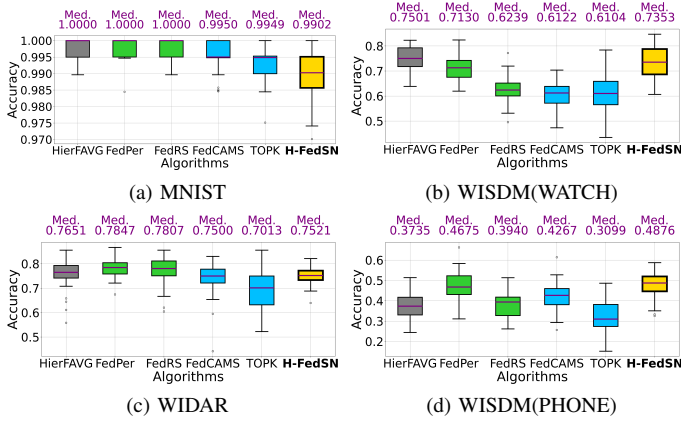 Med. Med. Med. Med. Med. Med.
1.0000 1.0000 1.0000 0.9950 0.9949 0.9902
1.000
0.995
0.990
0.985
0.980
0.975
0.970
Accuracy
HierFAVG FedPer FedRS FedCAMS TOPK H-FedSN
Algorithms
(a) MNIST
Med. Med. Med. Med. Med. Med.
0.7501 0.7130 0.6239 0.6122 0.6104 0.7353
0.8
0.7
0.6
0.5
Accuracy
HierFAVG FedPer FedRS FedCAMS TOPK H-FedSN
Algorithms
(b) WISDM(WATCH)
Med. Med. Med. Med. Med. Med.
0.7651 0.7847 0.7807 0.7500 0.7013 0.7521
0.8
0.7
0.6
0.5
Accuracy
HierFAVG FedPer FedRS FedCAMS TOPK H-FedSN
Algorithms
(c) WIDAR
Med. Med. Med. Med. Med. Med.
0.3735 0.4675 0.3940 0.4267 0.3099 0.4876
0.6
0.5
0.4
0.3
0.2
Accuracy
HierFAVG FedPer FedRS FedCAMS TOPK H-FedSN
Algorithms
(d) WISDM(PHONE)